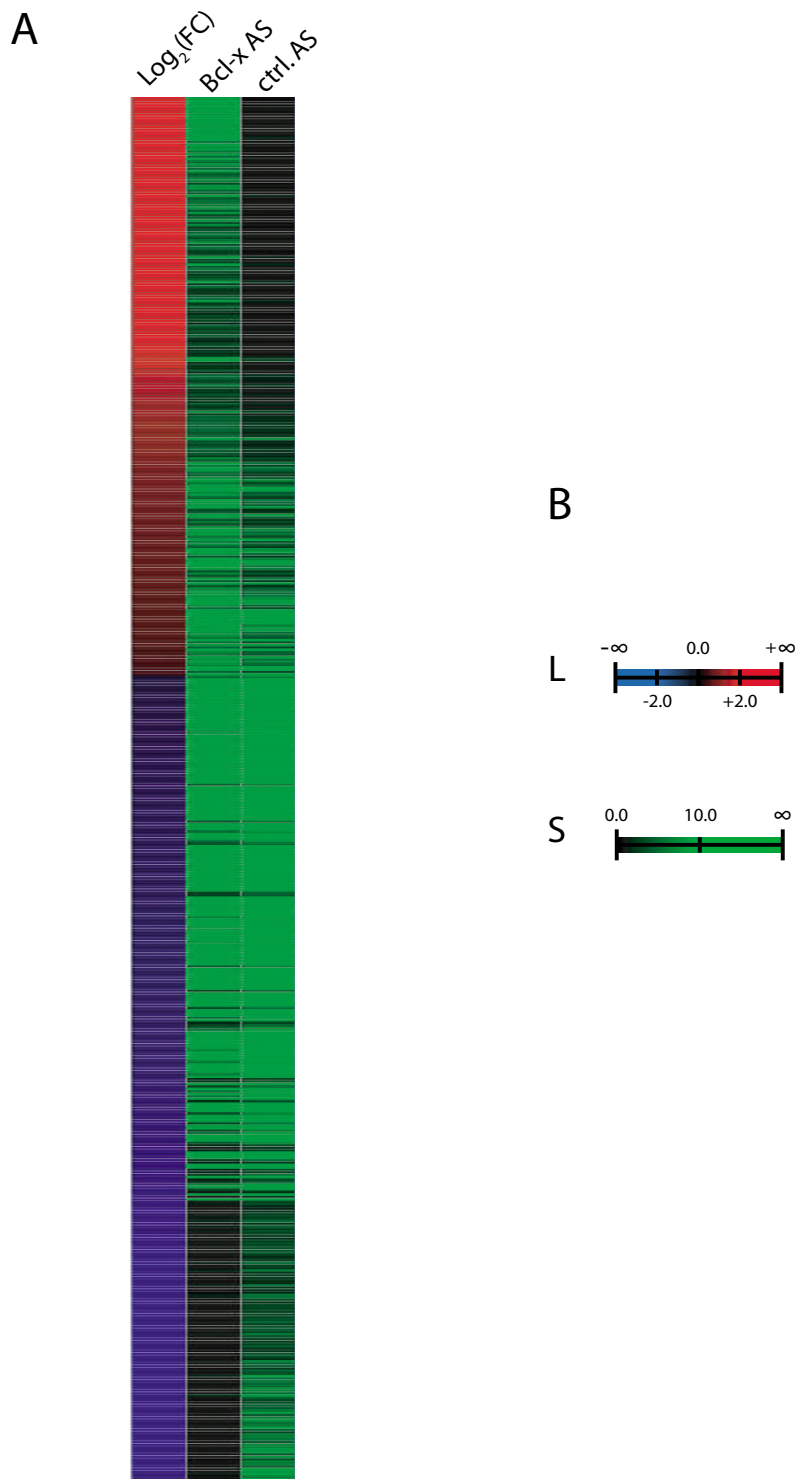 A
Log₂(FC)
Bcl-x AS
ctrl. AS
B
L
-∞ 0.0 +∞
-2.0 +2.0
S
0.0 10.0 ∞